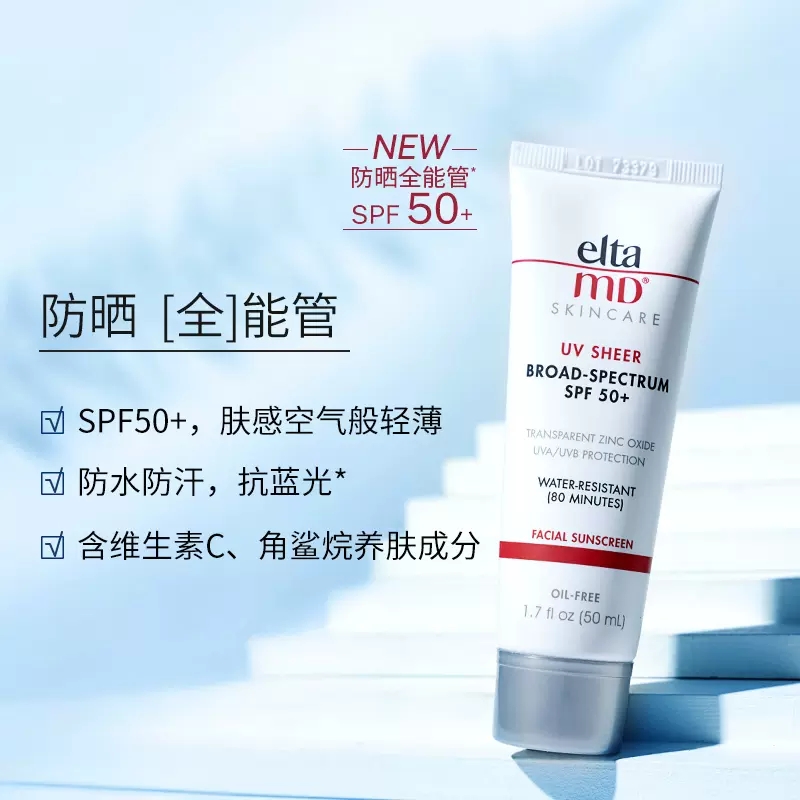 NEW
防晒全能管*
SPF 50+
防晒 [全]能管
SPF50+，肤感空气般轻薄
防水防汗，抗蓝光*
含维生素C、角鲨烷养肤成分
LOT 73379
elta
MD®
SKINCARE
UV SHEER
BROAD-SPECTRUM
SPF 50+
TRANSPARENT ZINC OXIDE
UVA/UVB PROTECTION
WATER-RESISTANT
(80 MINUTES)
FACIAL SUNSCREEN
OIL-FREE
1.7 fl oz (50 mL)